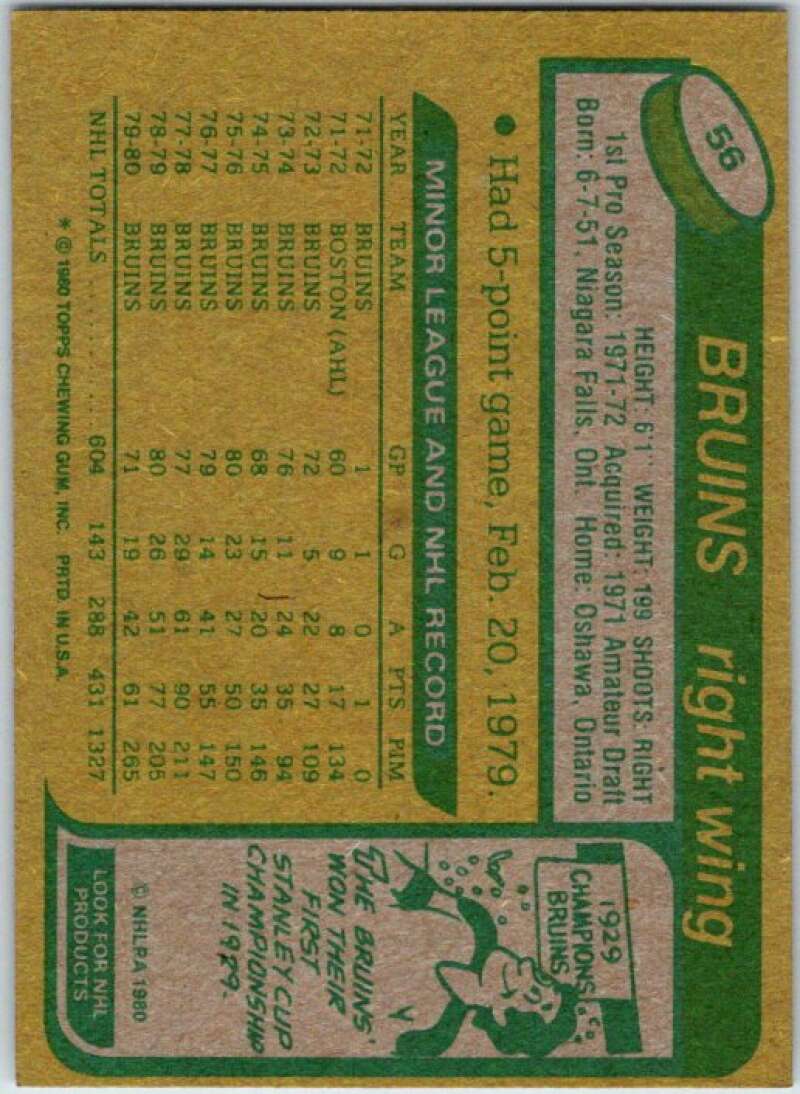 56
BRUINS right wing
HEIGHT: 6'1" WEIGHT: 199 SHOOTS: RIGHT
1st Pro Season: 1971-72 Acquired: 1971 Amateur Draft
Born: 6-7-51, Niagara Falls, Ont. Home: Oshawa, Ontario
● Had 5-point game, Feb. 20, 1979.
MINOR LEAGUE AND NHL RECORD
YEAR TEAM GP G A PTS PIM
71-72 BRUINS 1 1 0 1 0
71-72 BOSTON (AHL) 60 9 8 17 134
72-73 BRUINS 72 5 22 27 109
73-74 BRUINS 76 11 24 35 94
74-75 BRUINS 68 15 20 35 146
75-76 BRUINS 80 23 27 50 150
76-77 BRUINS 79 14 41 55 147
77-78 BRUINS 77 29 61 90 211
78-79 BRUINS 80 26 51 77 205
79-80 BRUINS 71 19 42 61 265
NHL TOTALS ........... 604 143 288 431 1327
* © 1980 TOPPS CHEWING GUM, INC. PRTD. IN U.S.A.
1929
CHAMPIONS
BRUINS
THE BRUINS'
WON THEIR
FIRST
STANLEY CUP
CHAMPIONSHIP
IN 1929.
© NHLPA 1980
LOOK FOR NHL
PRODUCTS